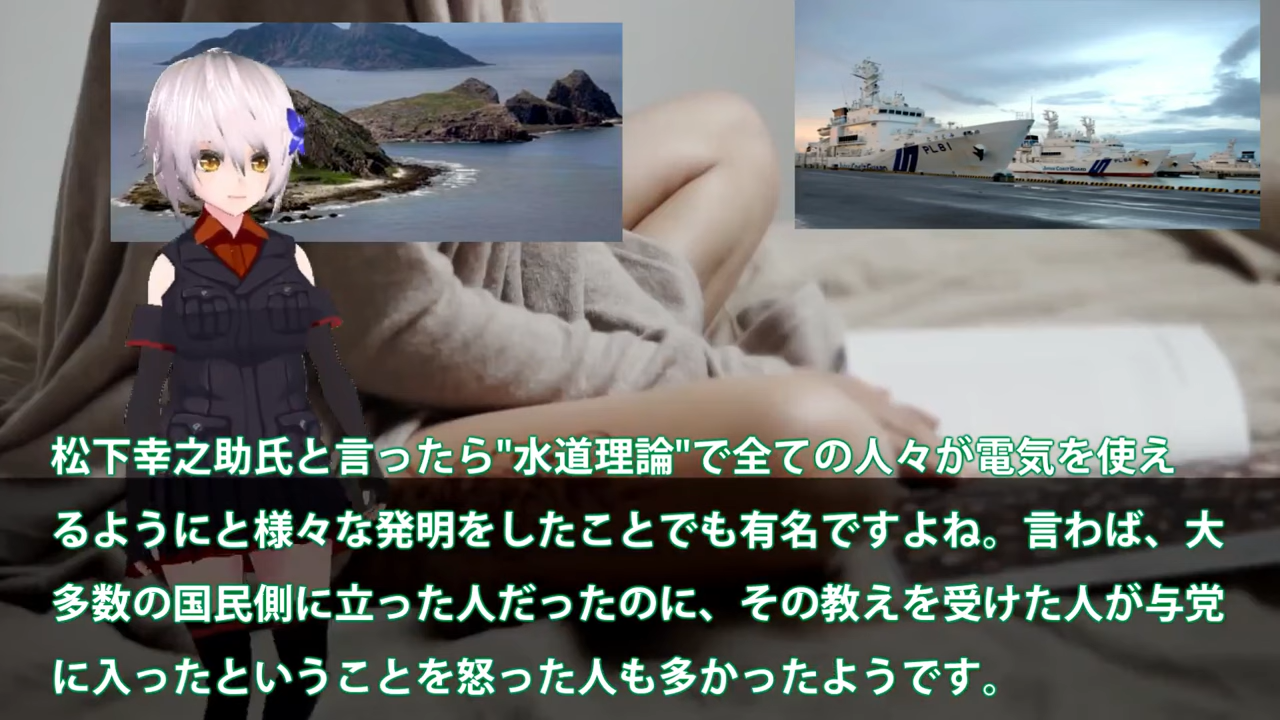 PL81
JAPAN COAST GUARD
松下幸之助氏と言ったら"水道理論"で全ての人々が電気を使え
るようにと様々な発明をしたことでも有名ですよね。言わば、大
多数の国民側に立った人だったのに、その教えを受けた人が与党
に入ったということを怒った人も多かったようです。